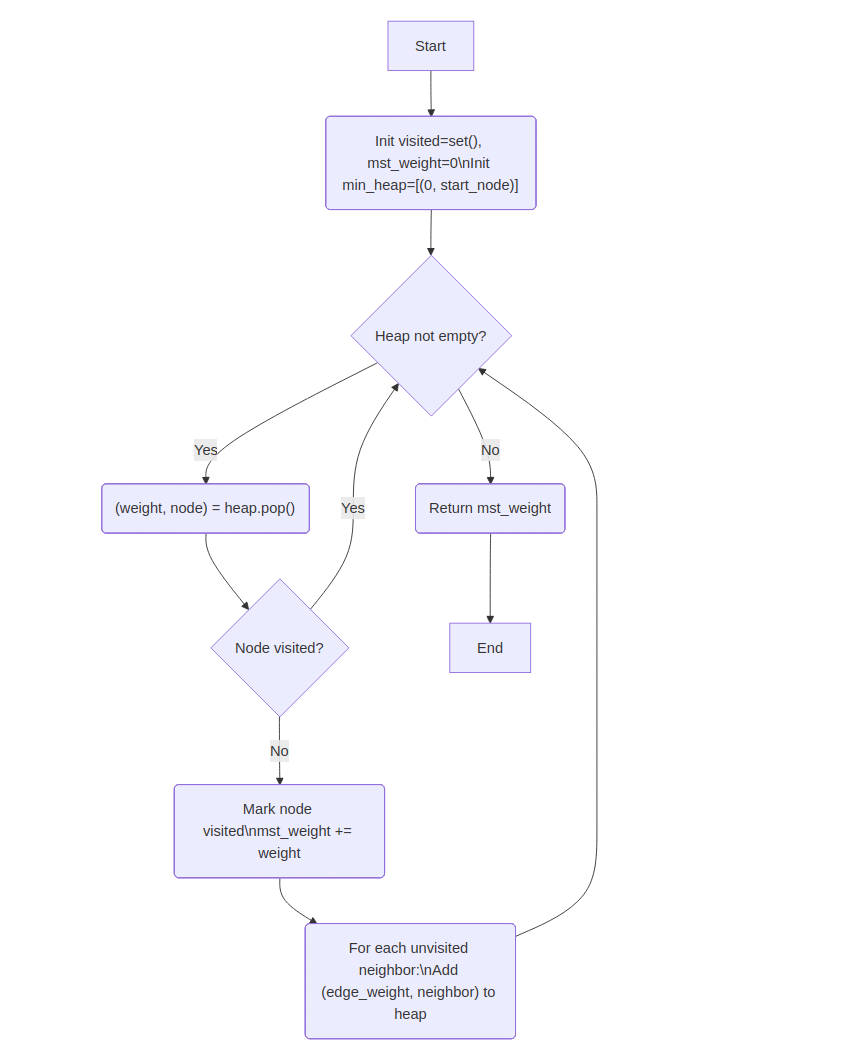 Start
Init visited=set(),
mst_weight=0\nInit
min_heap=[(0, start_node)]
Heap not empty?
Yes
No
(weight, node) = heap.pop()
Yes
Return mst_weight
Node visited?
End
No
Mark node
visited\nmst_weight +=
weight
For each unvisited
neighbor:\nAdd
(edge_weight, neighbor) to
heap